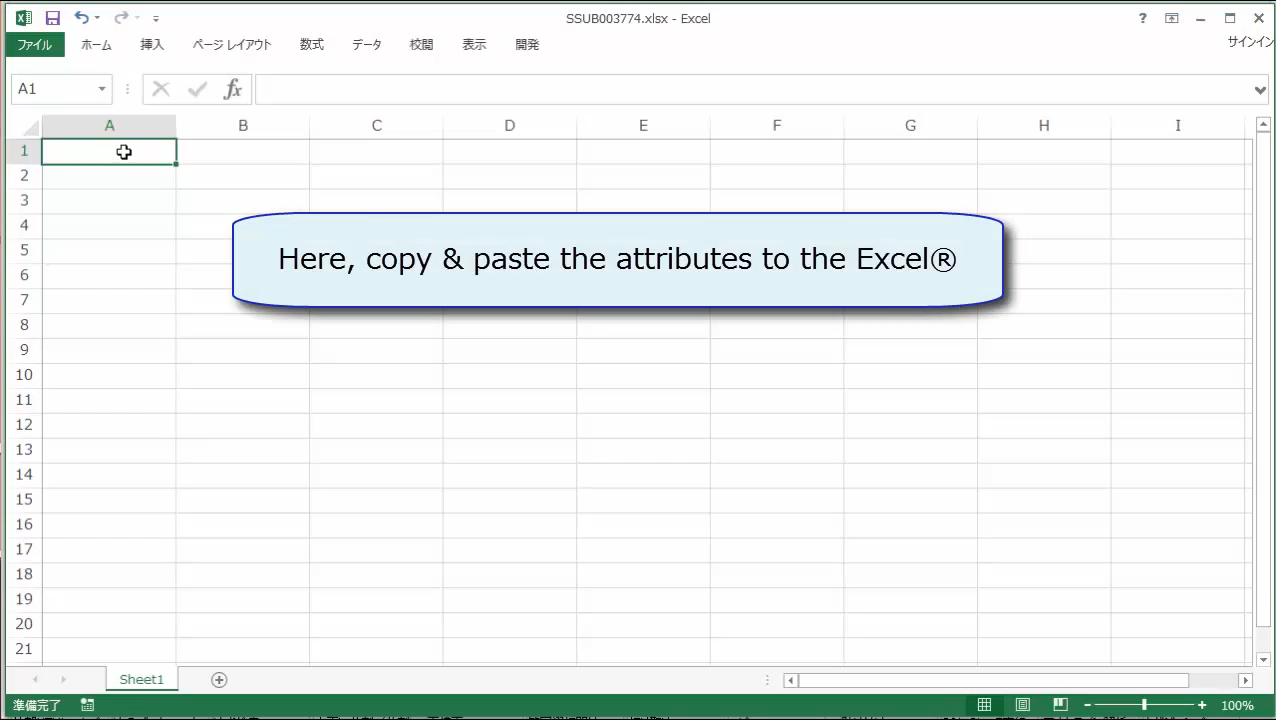 SSUB003774.xlsx - Excel
?
サインイン
ファイル ホーム 挿入 ページ レイアウト 数式 データ 校閲 表示 開発
A1
fx
A B C D E F G H I
1
2
3
4
Here, copy & paste the attributes to the Excel®
5
6
7
8
9
10
11
12
13
14
15
16
17
18
19
20
21
Sheet1
準備完了
100%